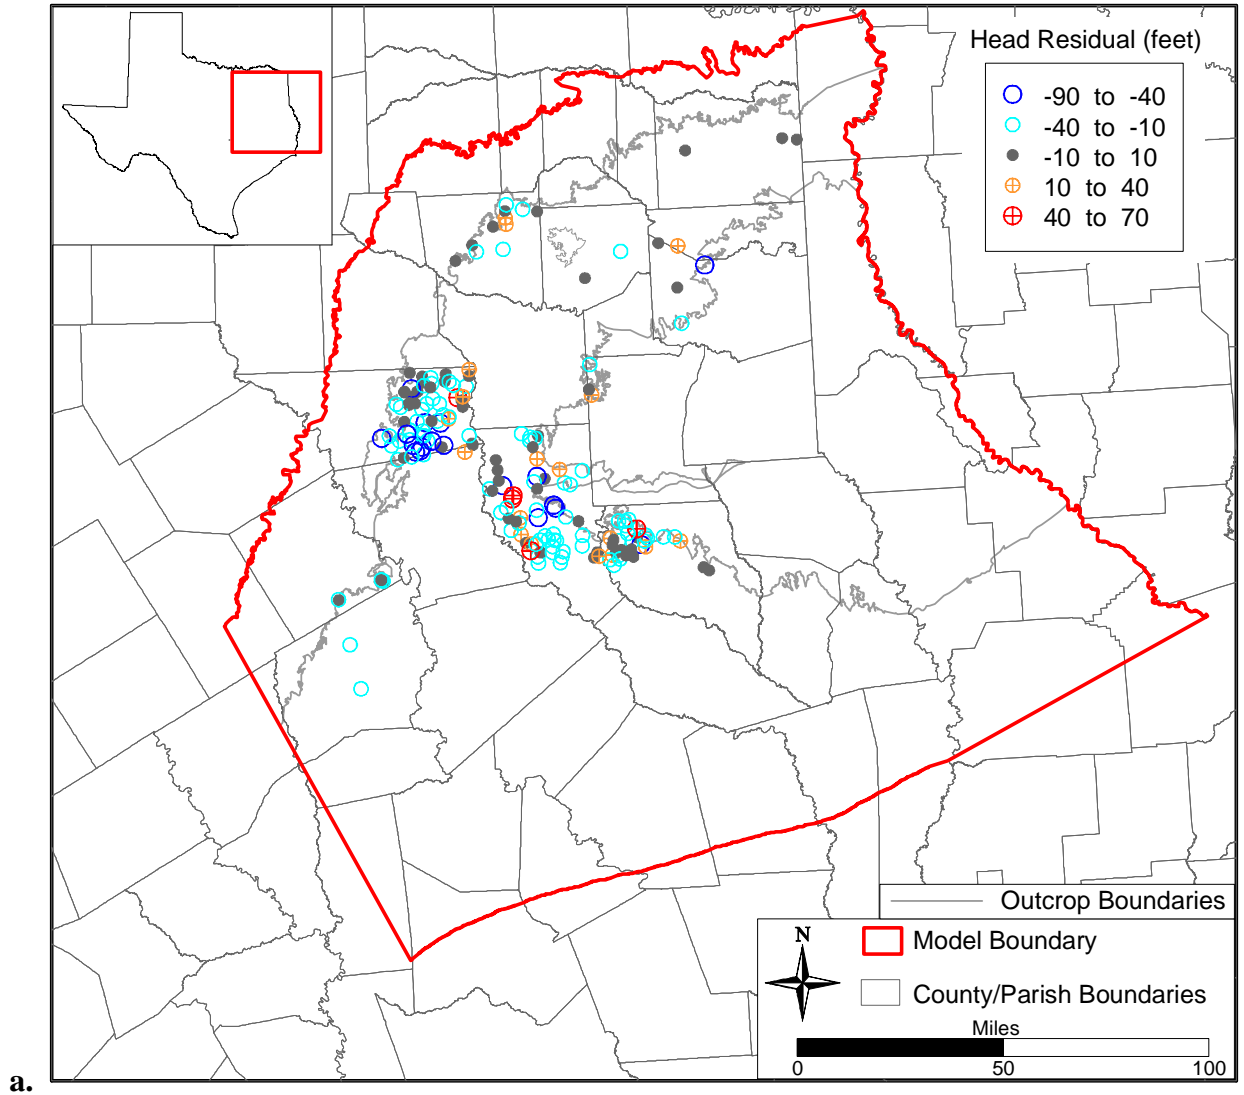 Head Residual (feet)
-90 to -40
-40 to -10
-10 to 10
10 to 40
40 to 70
Outcrop Boundaries
N
Model Boundary
County/Parish Boundaries
Miles
0 50 100
a.